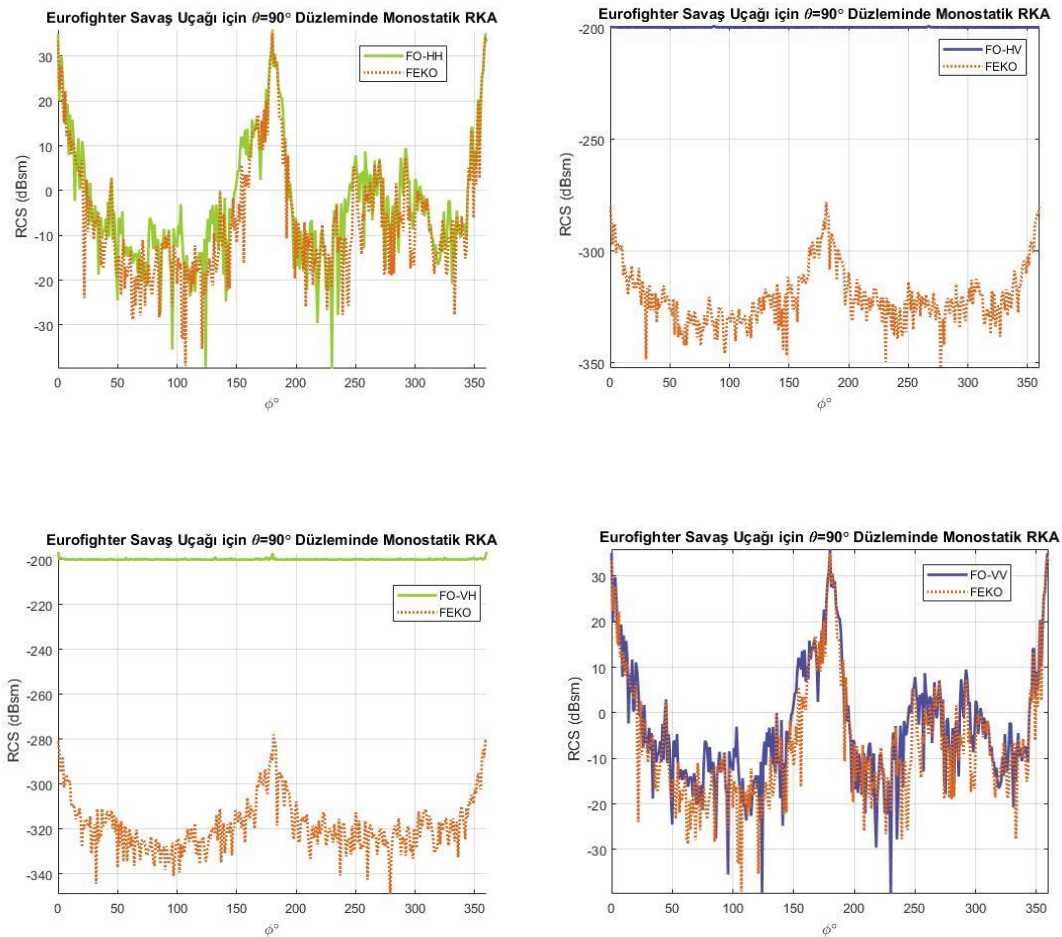 Eurofighter Savaş Uçağı için θ=90° Düzleminde Monostatik RKA
FO-HH
FEKO
RCS (dBsm)
30
20
10
0
-10
-20
-30
0 50 100 150 200 250 300 350
ϕ°
Eurofighter Savaş Uçağı için θ=90° Düzleminde Monostatik RKA
FO-HV
FEKO
RCS (dBsm)
-200
-250
-300
-350
0 50 100 150 200 250 300 350
ϕ°
Eurofighter Savaş Uçağı için θ=90° Düzleminde Monostatik RKA
FO-VH
FEKO
RCS (dBsm)
-200
-220
-240
-260
-280
-300
-320
-340
0 50 100 150 200 250 300 350
ϕ°
Eurofighter Savaş Uçağı için θ=90° Düzleminde Monostatik RKA
FO-VV
FEKO
RCS (dBsm)
30
20
10
0
-10
-20
-30
0 50 100 150 200 250 300 350
ϕ°